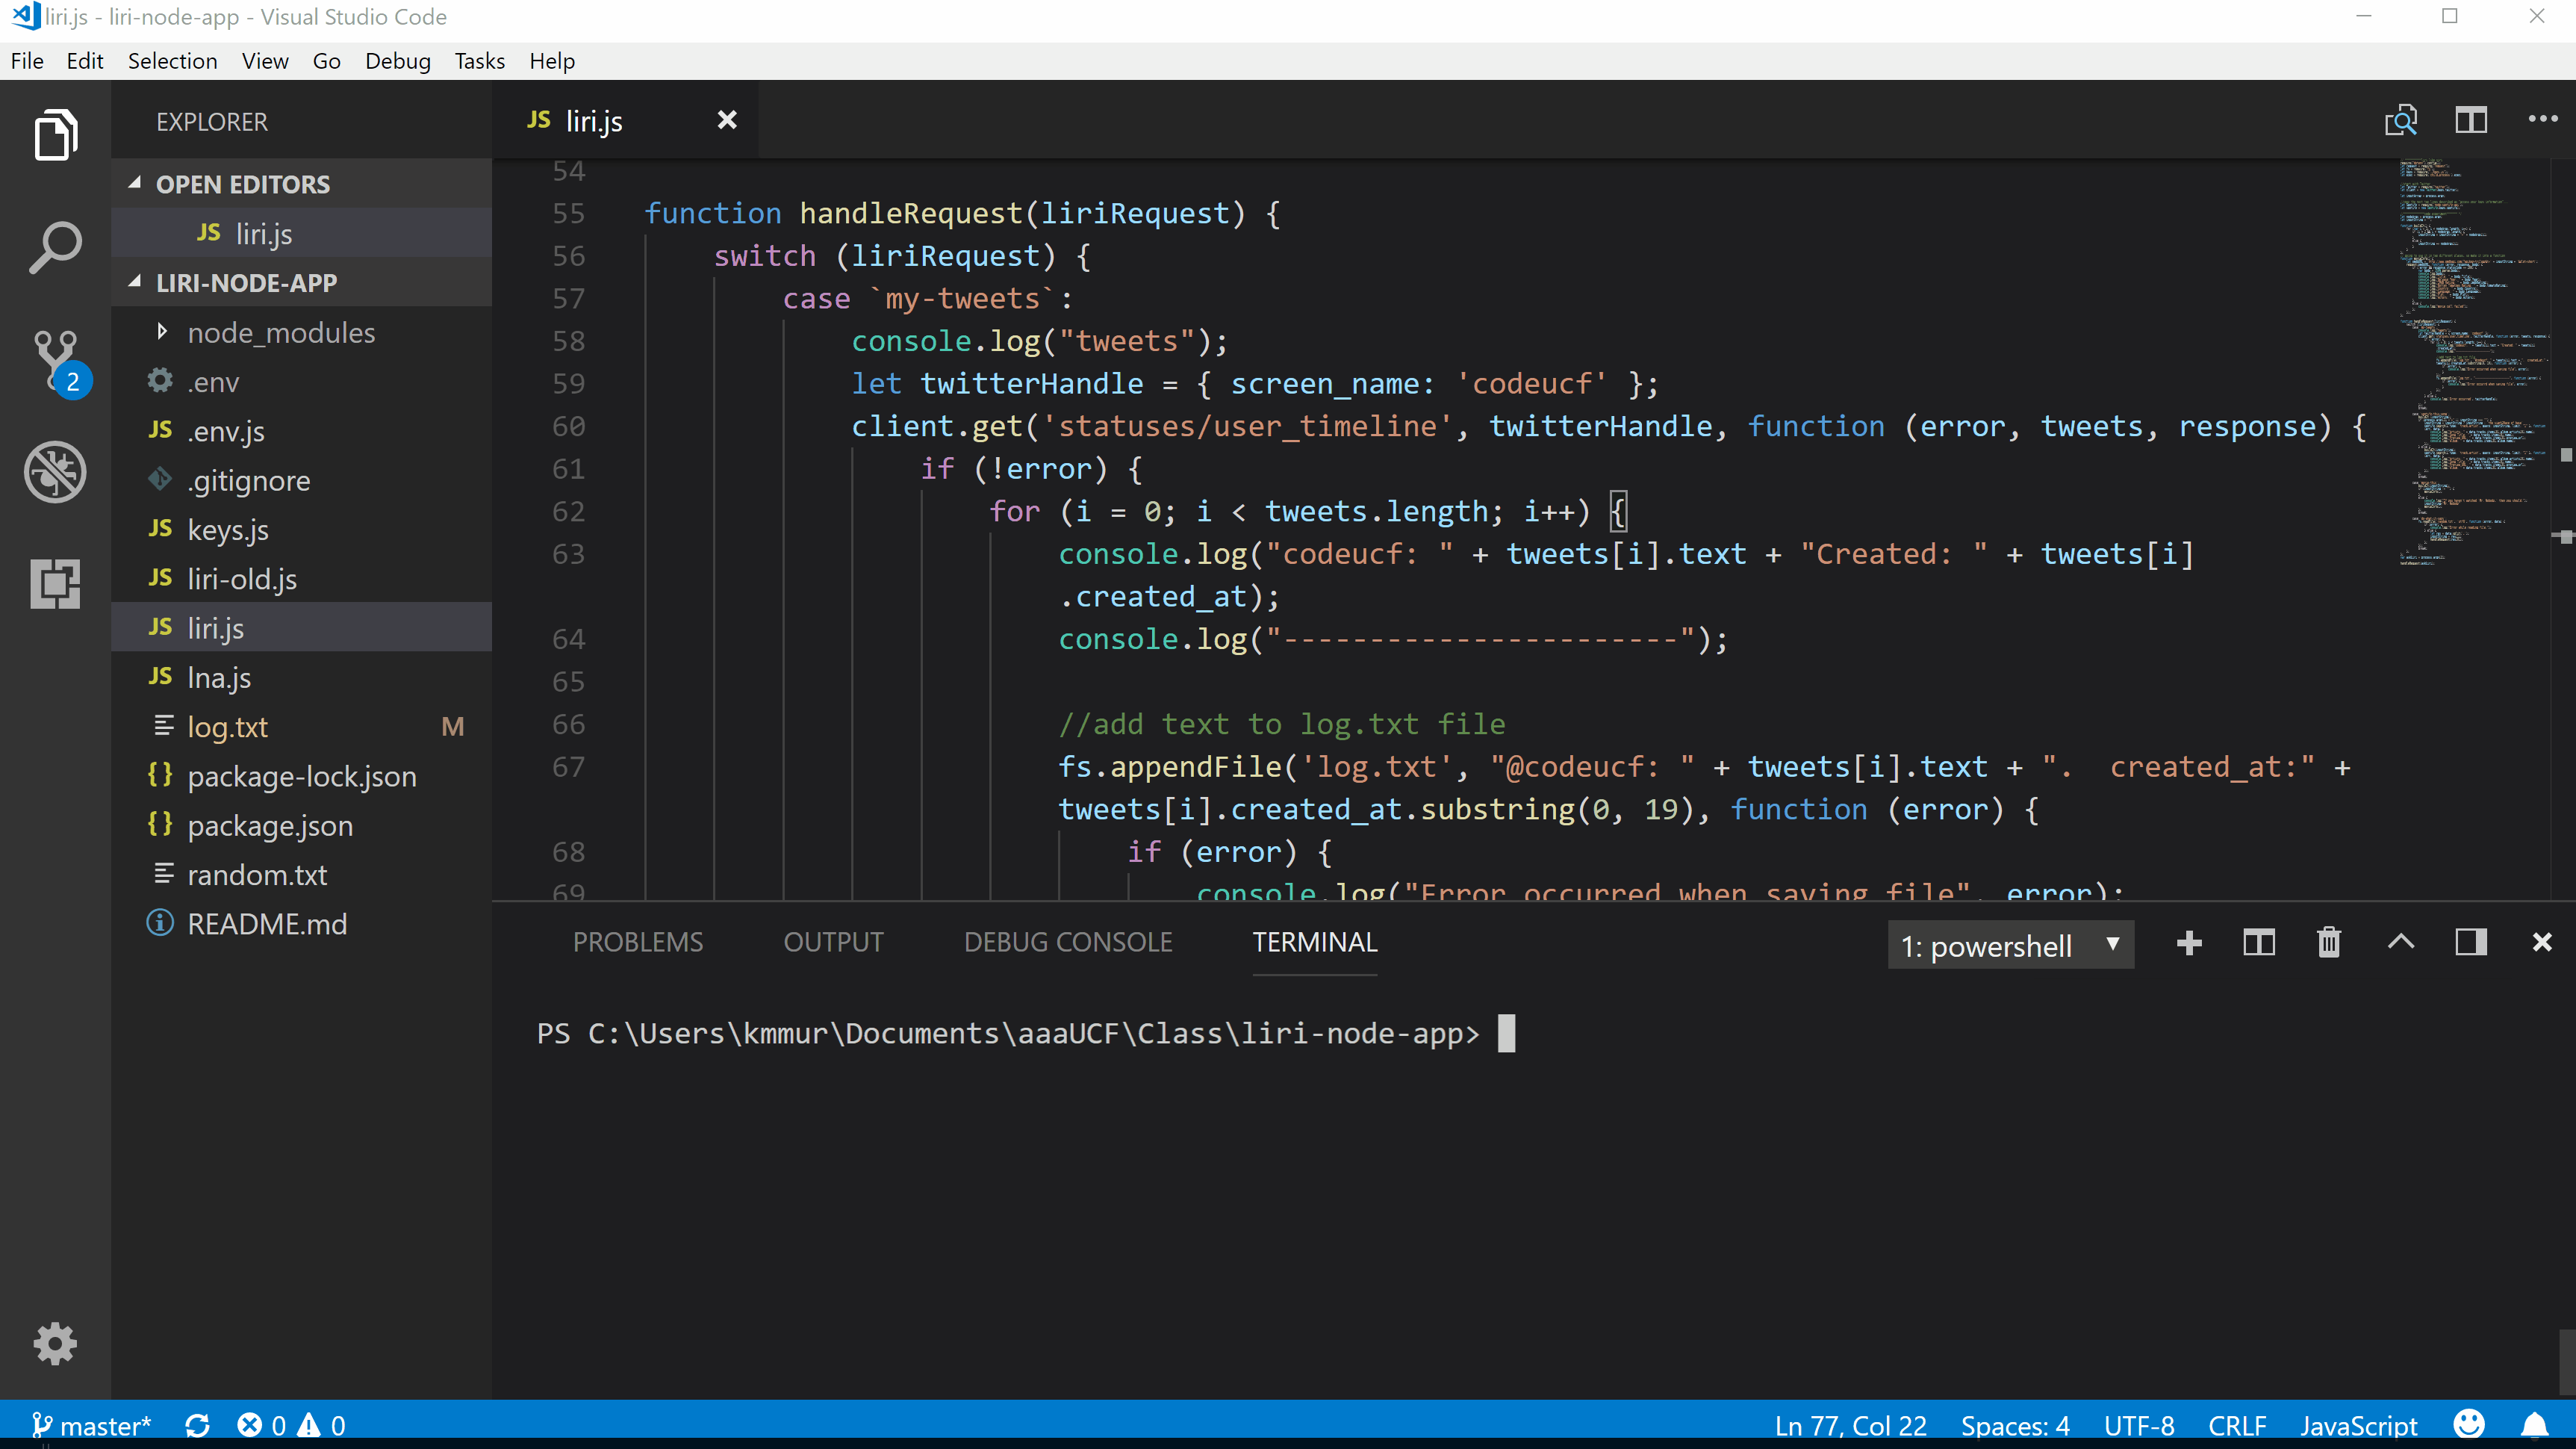 liri.js - liri-node-app - Visual Studio Code
File Edit Selection View Go Debug Tasks Help
EXPLORER
OPEN EDITORS
JS liri.js
LIRI-NODE-APP
node_modules
.env
JS .env.js
.gitignore
JS keys.js
JS liri-old.js
JS liri.js
JS lna.js
log.txt M
{} package-lock.json
{} package.json
random.txt
README.md
2
JS liri.js
54
55 function handleRequest(liriRequest) {
56 switch (liriRequest) {
57 case `my-tweets`:
58 console.log("tweets");
59 let twitterHandle = { screen_name: 'codeucf' };
60 client.get('statuses/user_timeline', twitterHandle, function (error, tweets, response) {
61 if (!error) {
62 for (i = 0; i < tweets.length; i++) {
63 console.log("codeucf: " + tweets[i].text + "Created: " + tweets[i]
.created_at);
64 console.log("-----------------------");
65
66 //add text to log.txt file
67 fs.appendFile('log.txt', "@codeucf: " + tweets[i].text + ".  created_at:" +
tweets[i].created_at.substring(0, 19), function (error) {
68 if (error) {
69 console.log("Error occurred when saving file", error);
PROBLEMS OUTPUT DEBUG CONSOLE TERMINAL 1: powershell
PS C:\Users\kmmur\Documents\aaaUCF\Class\liri-node-app>
master* 0 0 Ln 77, Col 22 Spaces: 4 UTF-8 CRLF JavaScript